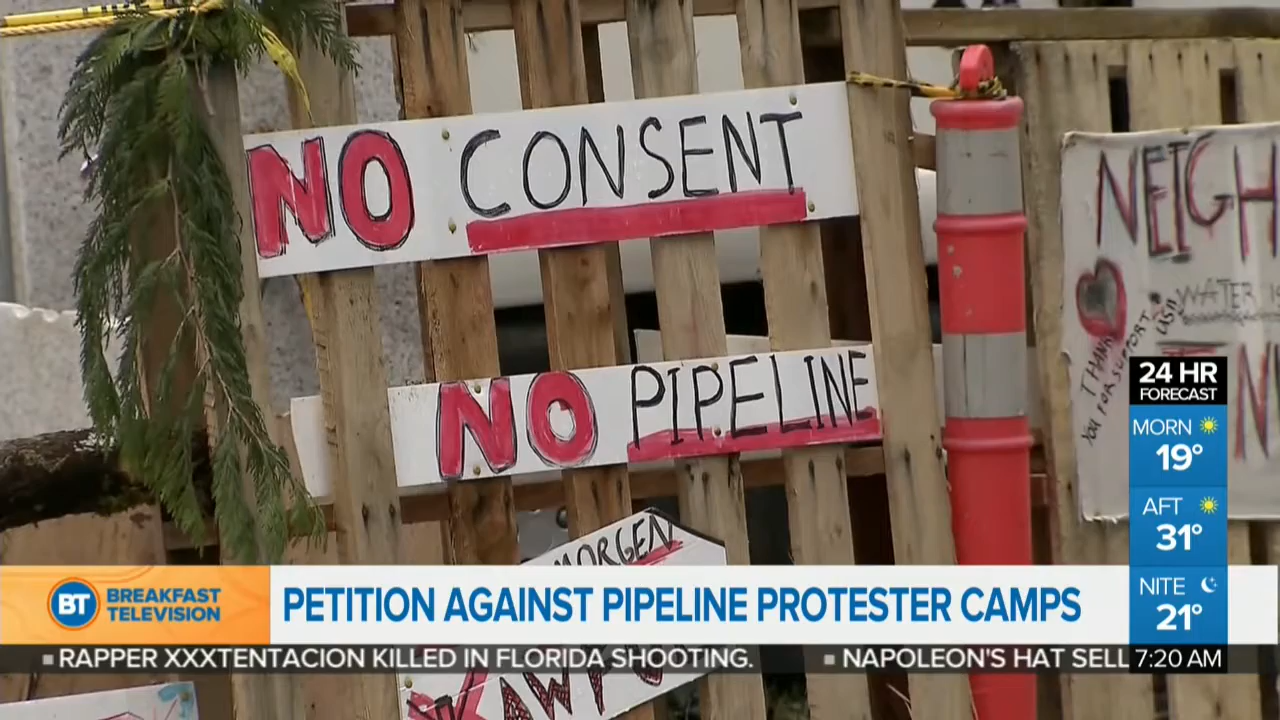 NO CONSENT
NO PIPELINE
NEIGH
WATER
THANK
YOU FOR SUPPORT
MORGEN
24 HR
FORECAST
MORN
19°
AFT
31°
NITE
21°
BT BREAKFAST
TELEVISION
PETITION AGAINST PIPELINE PROTESTER CAMPS
RAPPER XXXTENTACION KILLED IN FLORIDA SHOOTING.
NAPOLEON'S HAT SELL
7:20 AM